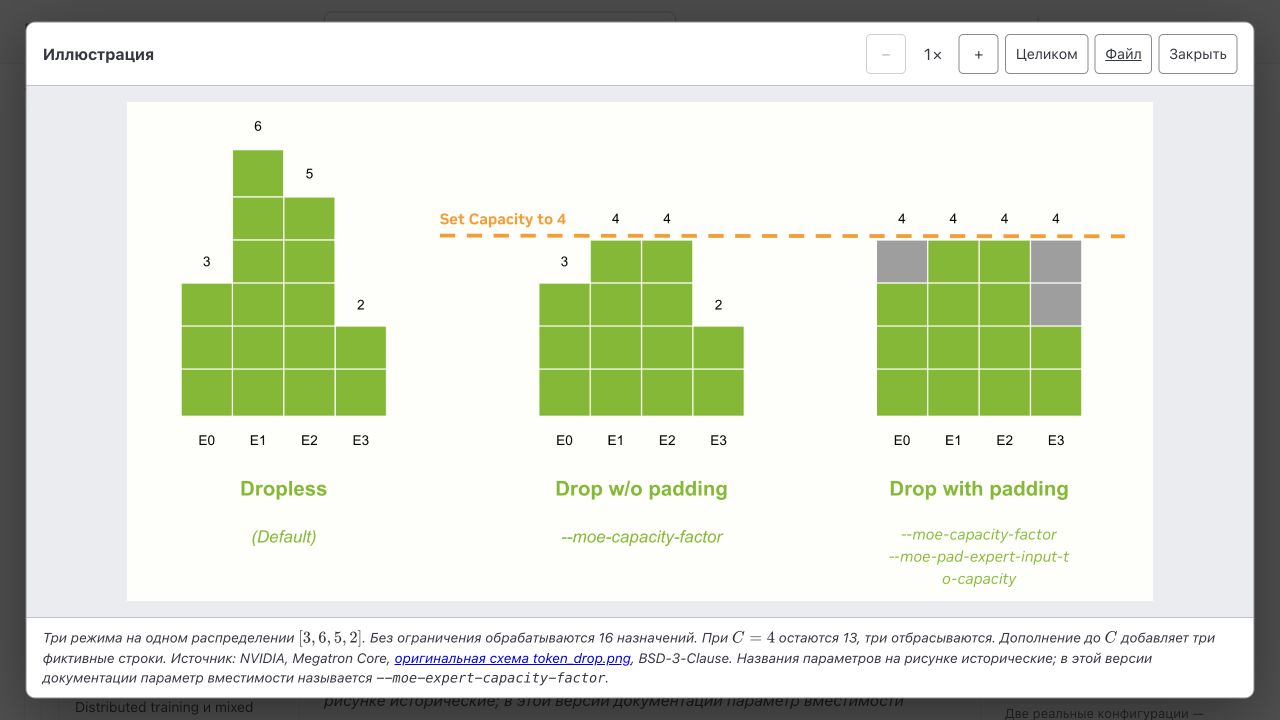 Иллюстрация
−
1×
+
Целиком
Файл
Закрыть
6
5
3
2
Set Capacity to 4
4
4
3
2
4
4
4
4
E0
E1
E2
E3
E0
E1
E2
E3
E0
E1
E2
E3
Dropless
Drop w/o padding
Drop with padding
(Default)
--moe-capacity-factor
--moe-capacity-factor
--moe-pad-expert-input-t
o-capacity
Три режима на одном распределении [3, 6, 5, 2]. Без ограничения обрабатываются 16 назначений. При C = 4 остаются 13, три отбрасываются. Дополнение до C добавляет три
фиктивные строки. Источник: NVIDIA, Megatron Core, оригинальная схема token_drop.png, BSD-3-Clause. Названия параметров на рисунке исторические; в этой версии
документации параметр вместимости называется --moe-expert-capacity-factor.
Distributed training и mixed
рисунке исторические; в этой версии документации параметр вместимости
Две реальные конфигурации —